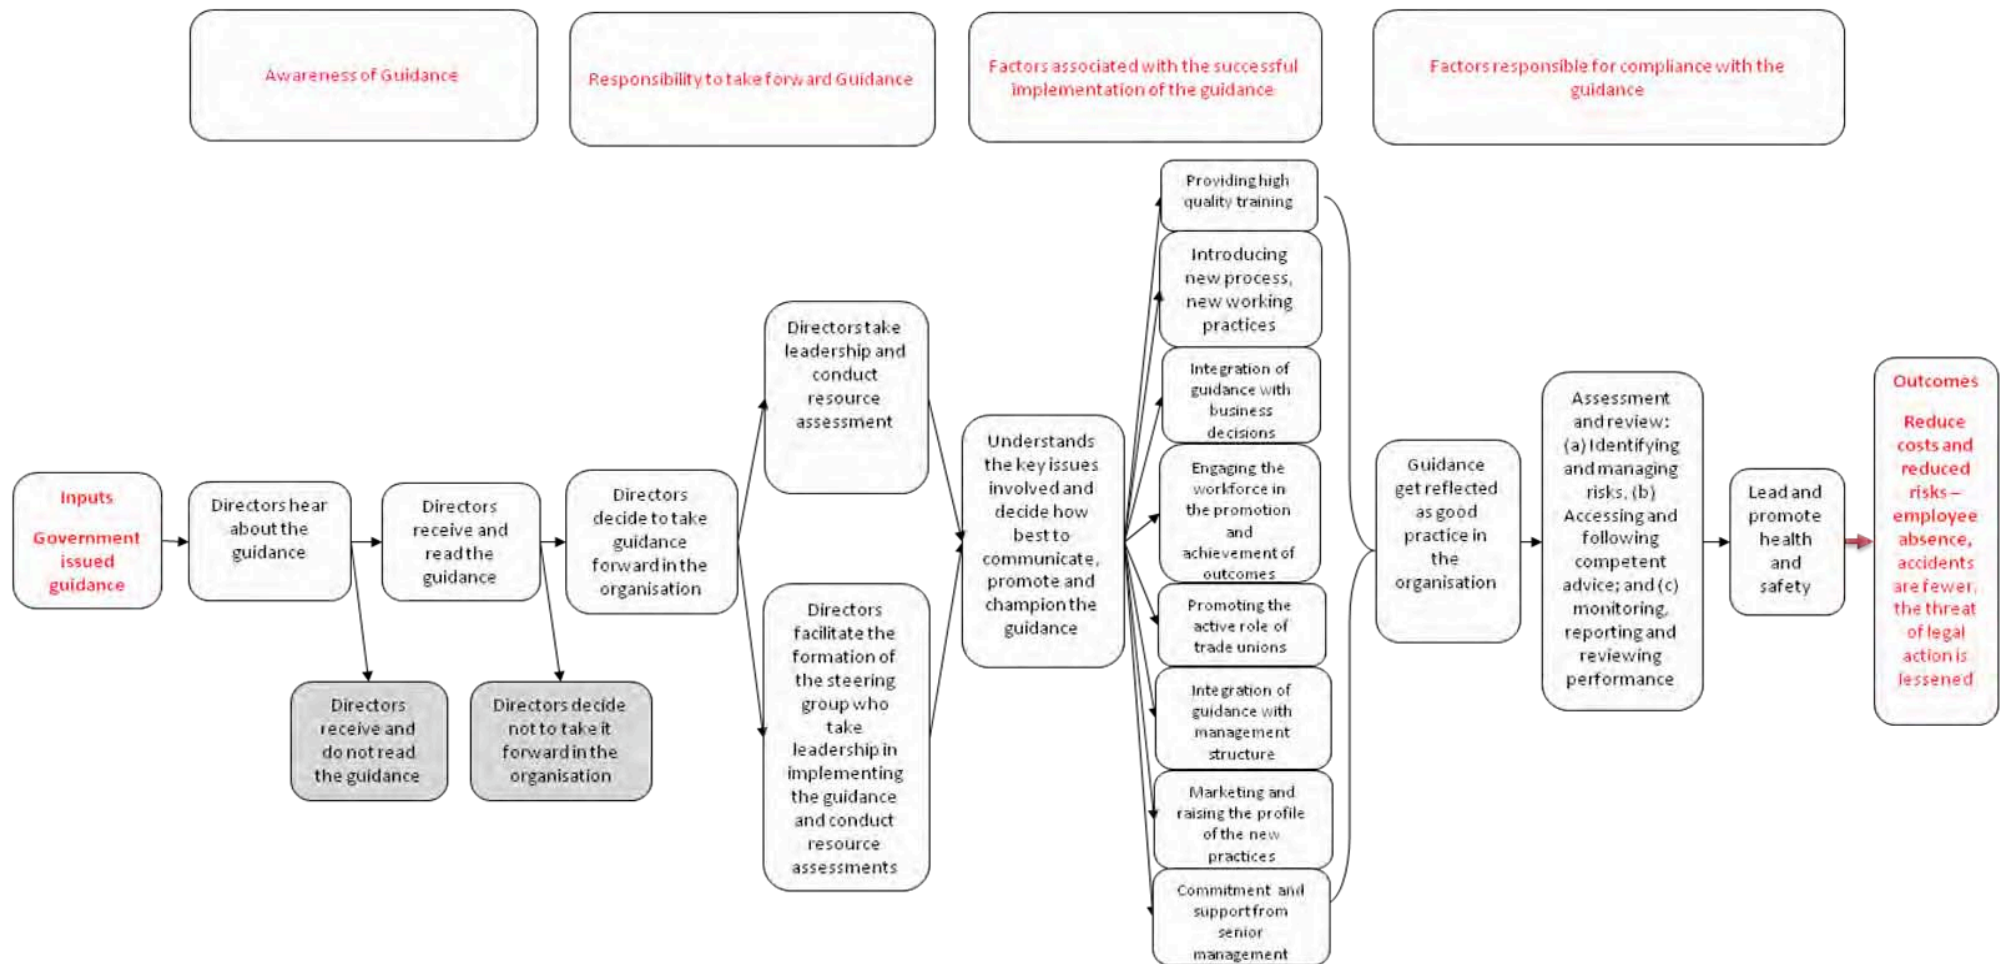 Awareness of Guidance
Responsibility to take forward Guidance
Factors associated with the successful
implementation of the guidance
Factors responsible for compliance with the
guidance
Inputs
Government
issued
guidance
Directors hear
about the
guidance
Directors
receive and
read the
guidance
Directors
receive and
do not read
the guidance
Directors decide
not to take it
forward in the
organisation
Directors
decide to take
guidance
forward in the
organisation
Directors take
leadership and
conduct
resource
assessment
Directors
facilitate the
formation of
the steering
group who
take
leadership in
implementing
the guidance
and conduct
resource
assessments
Understands
the key issues
involved and
decide how
best to
communicate,
promote and
champion the
guidance
Providing high
quality training
Introducing
new process,
new working
practices
Integration of
guidance with
business
decisions
Engaging the
workforce in
the promotion
and
achievement of
outcomes
Promoting the
active role of
trade unions
Integration of
guidance with
management
structure
Marketing and
raising the profile
of the new
practices
Commitment and
support from
senior
management
Guidance
get reflected
as good
practice in
the
organisation
Assessment
and review:
(a) Identifying
and managing
risks, (b)
Accessing and
following
competent
advice; and (c)
monitoring,
reporting and
reviewing
performance
Lead and
promote
health
and
safety
Outcomes
Reduce
costs and
reduced
risks –
employee
absence,
accidents
are fewer,
the threat
of legal
action is
lessened